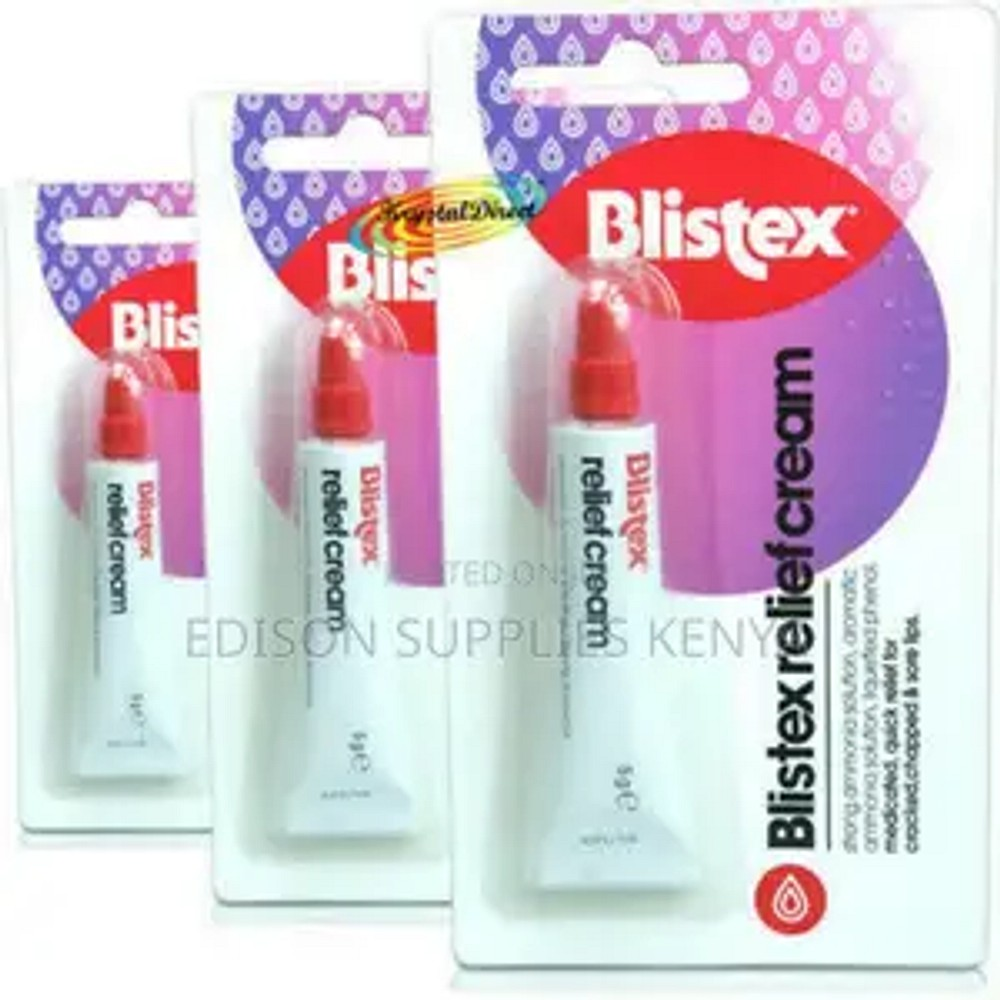 Blistex
Blistex relief cream
strong ammonia solution, aromatic
ammonia solution, liquefied phenol.
medicated, quick relief for
cracked, chapped & sore lips.
Blistex
relief cream
5g e
KrystalDirect
Blis
Blistex
relief cream
5g e
Blis
Blistex
relief cream
5g e
TED ON
EDISON SUPPLIES KENY